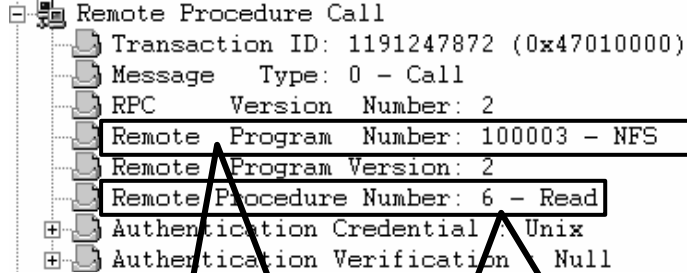 Remote Procedure Call
Transaction ID: 1191247872 (0x47010000)
Message Type: 0 – Call
RPC Version Number: 2
Remote Program Number: 100003 – NFS
Remote Program Version: 2
Remote Procedure Number: 6 – Read
Authentication Credential : Unix
Authentication Verification : Null